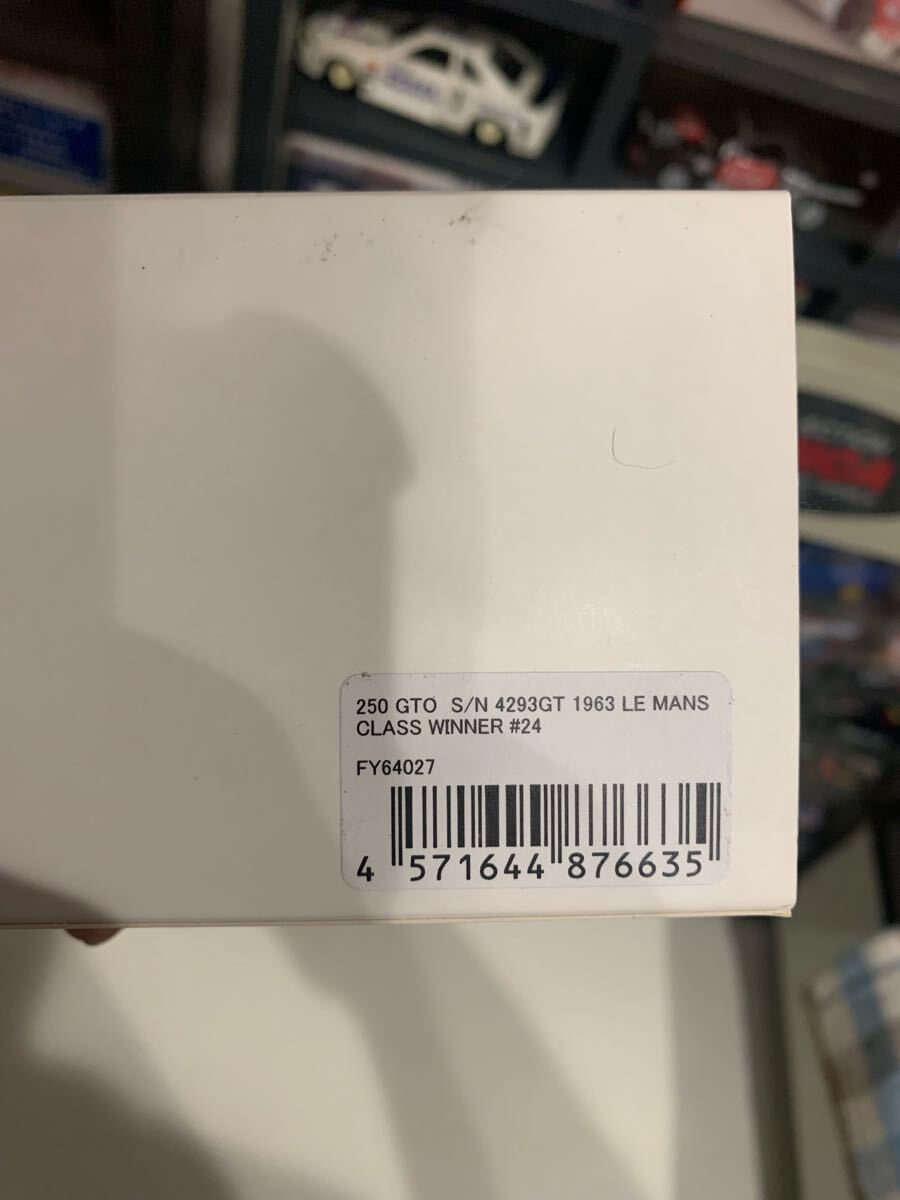 250 GTO S/N 4293GT 1963 LE MANS
CLASS WINNER #24
FY64027
4 571644 876635